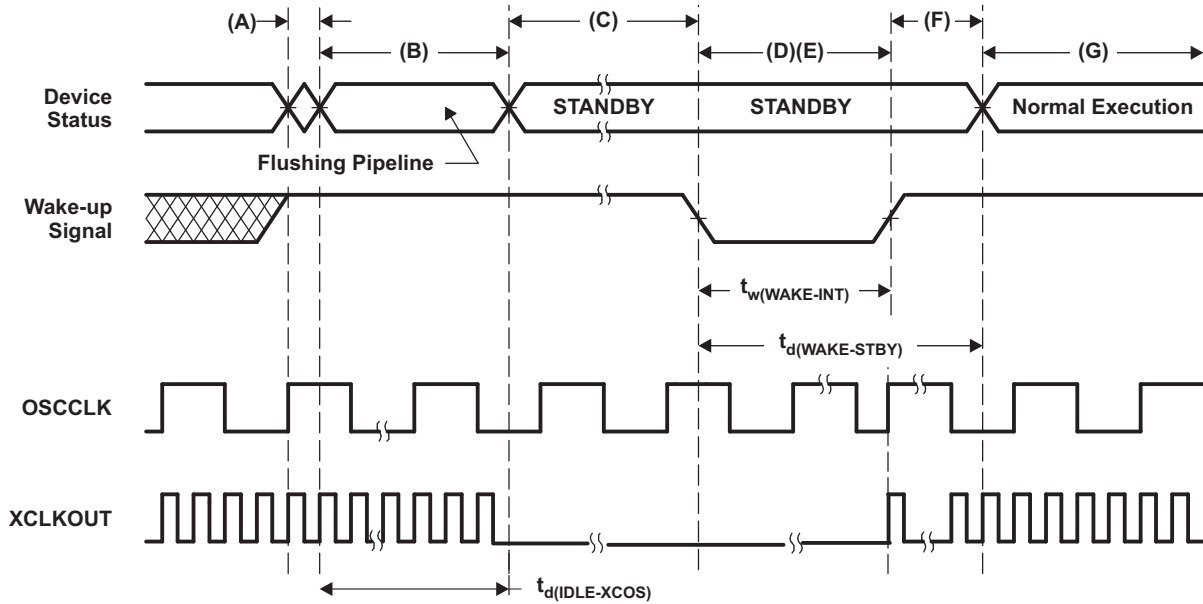 (A)
(C)
(F)
(B)
(D)(E)
(G)
Device
Status
STANDBY
STANDBY
Normal Execution
Flushing Pipeline
Wake-up
Signal
tw(WAKE-INT)
td(WAKE-STBY)
OSCCLK
XCLKOUT
td(IDLE-XCOS)